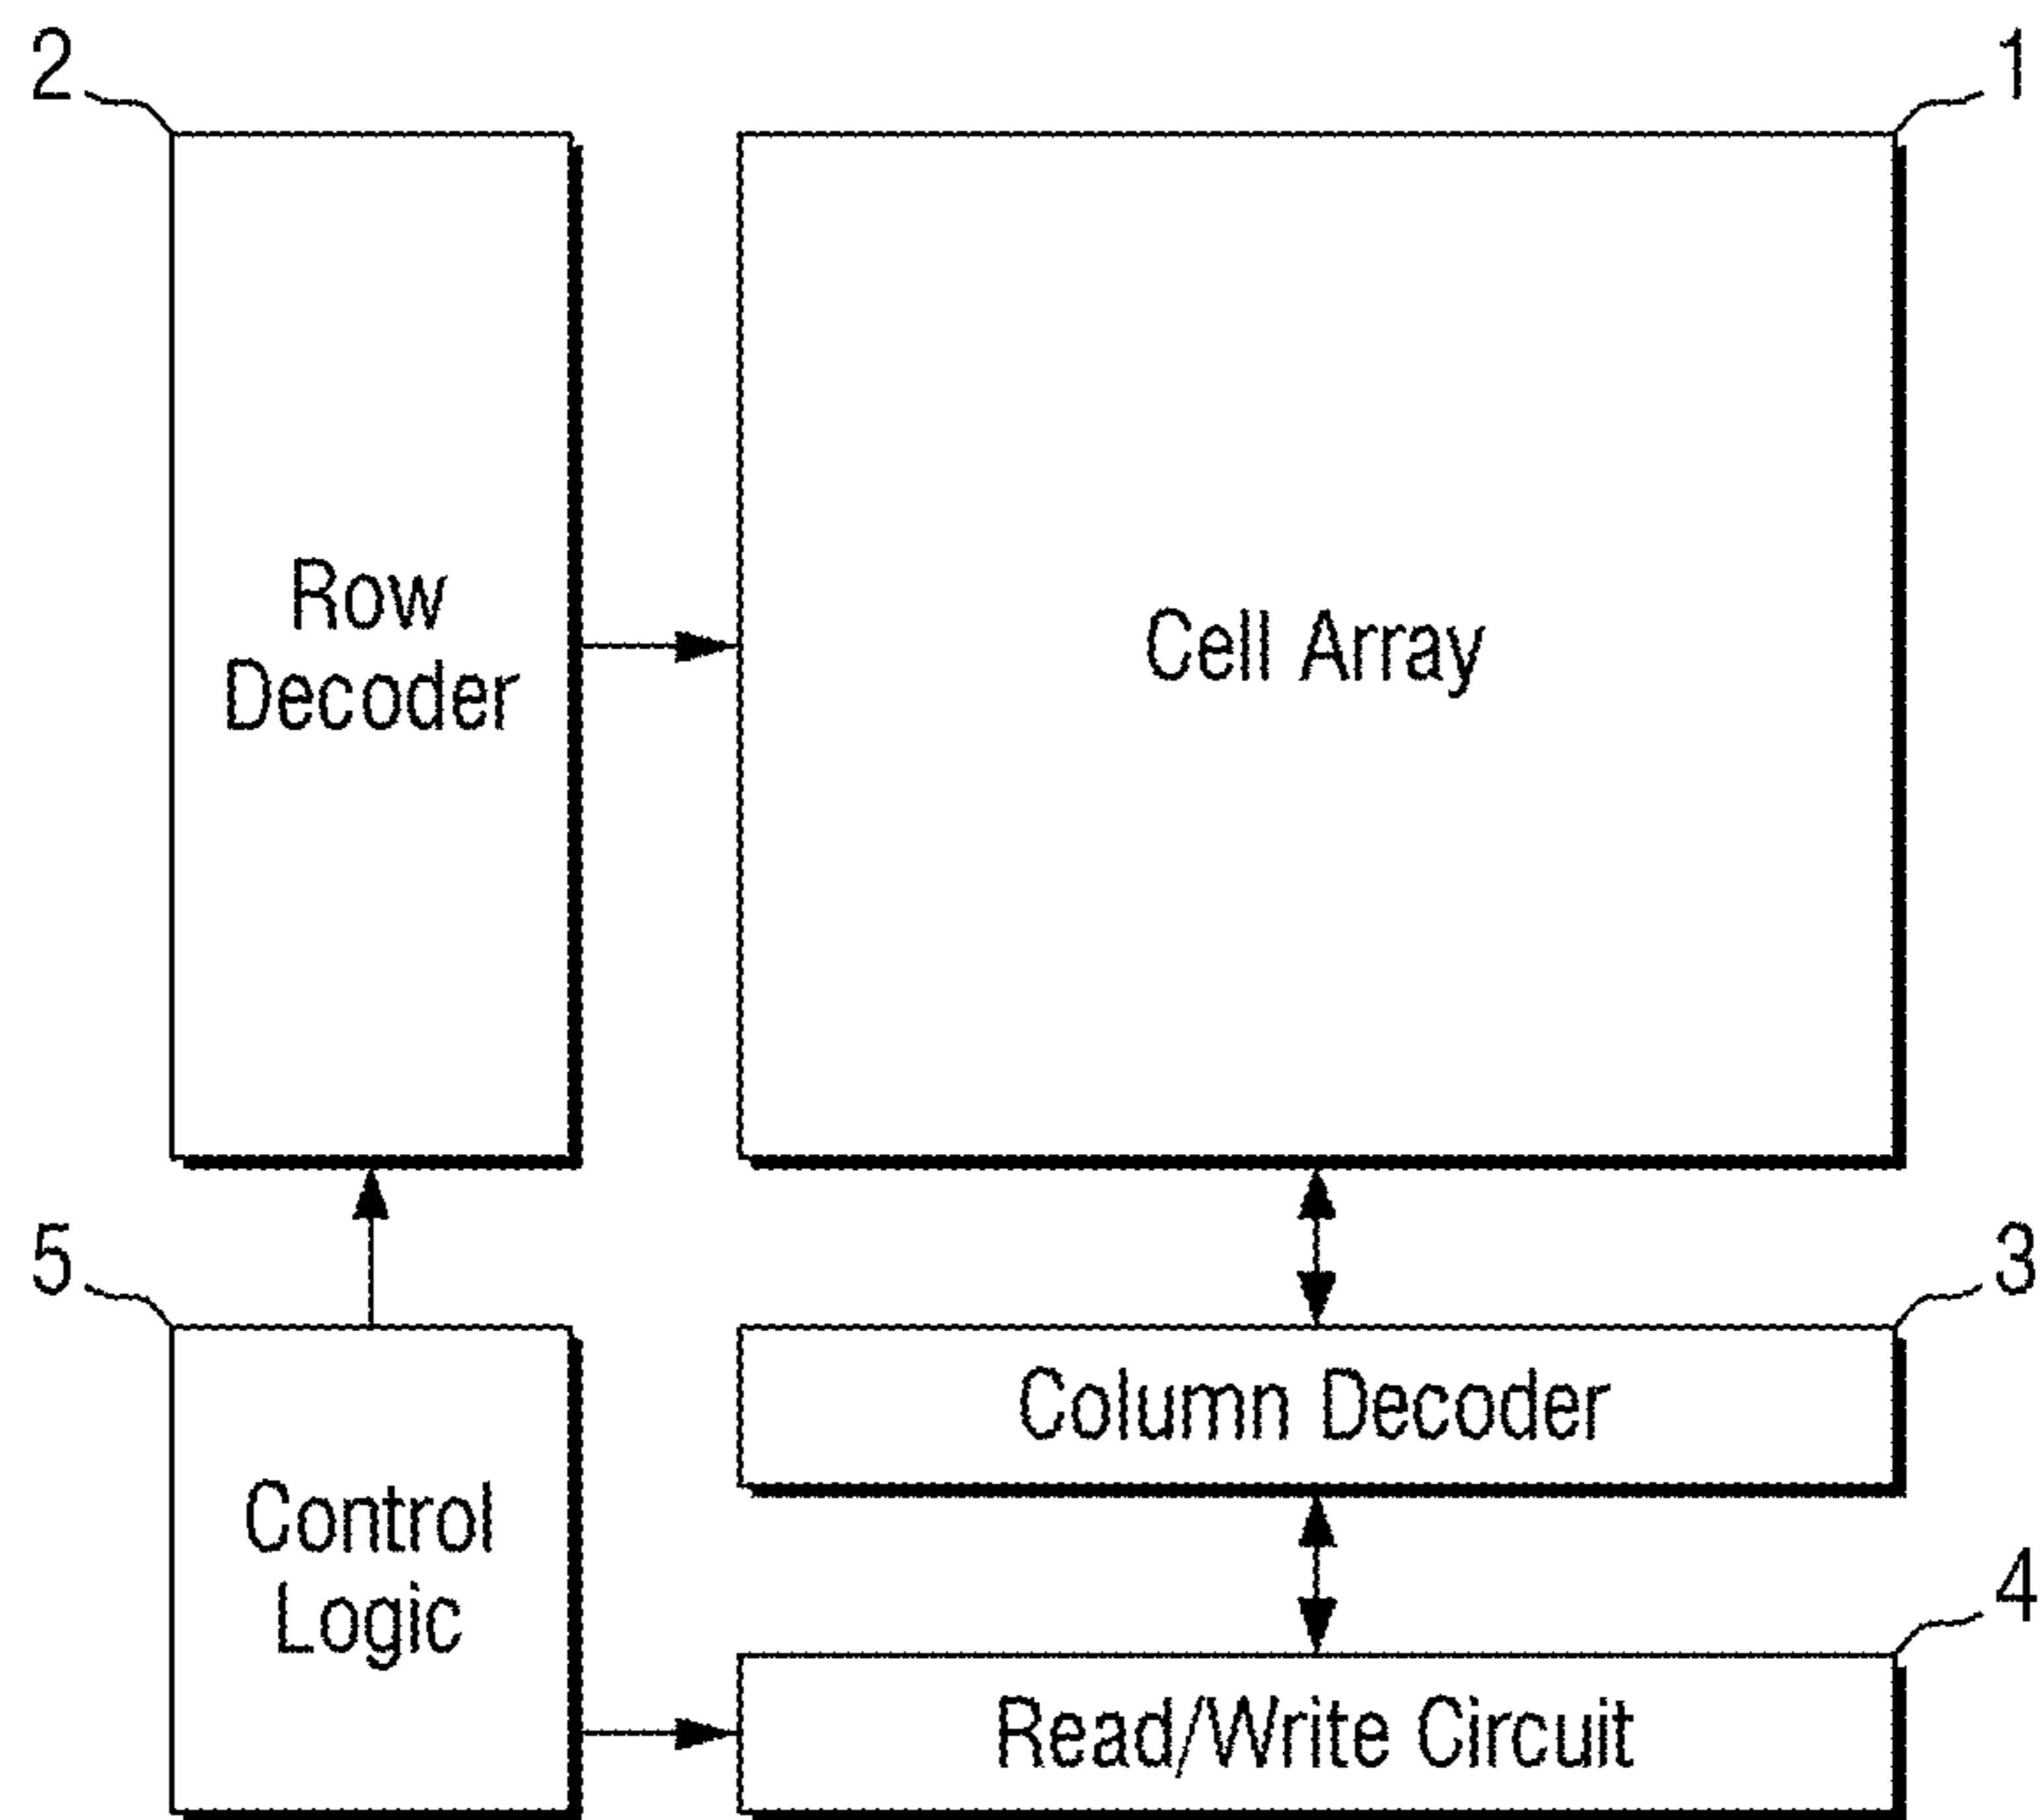 2
1
Row
Decoder
Cell Array
5
3
Column Decoder
Control
Logic
4
Read/Write Circuit